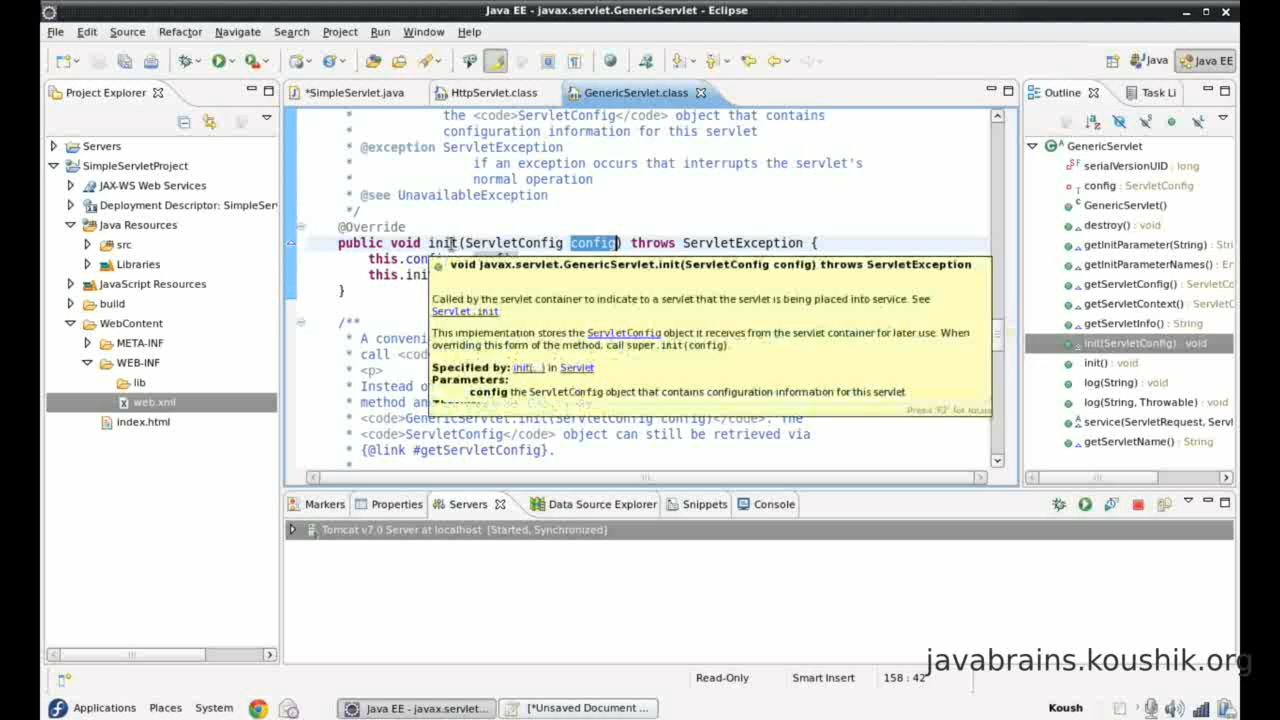 Java EE - javax.servlet.GenericServlet - Eclipse
File Edit Source Refactor Navigate Search Project Run Window Help
Java Java EE
Project Explorer
*SimpleServlet.java HttpServlet.class GenericServlet.class
Outline Task Li
Servers
SimpleServletProject
JAX-WS Web Services
Deployment Descriptor: SimpleServ
Java Resources
src
Libraries
JavaScript Resources
build
WebContent
META-INF
WEB-INF
lib
web.xml
index.html
* the <code>ServletConfig</code> object that contains
* configuration information for this servlet
* @exception ServletException
* if an exception occurs that interrupts the servlet's
* normal operation
* @see UnavailableException
*/
@Override
public void init(ServletConfig config) throws ServletException {
this.con
this.ini
}
/**
* A conveni
* call <cod
* <p>
* Instead o
* method an
* <code>GenericServlet.init(ServletConfig config)</code>. The
* <code>ServletConfig</code> object can still be retrieved via
* {@link #getServletConfig}.
*
void javax.servlet.GenericServlet.init(ServletConfig config) throws ServletException
Called by the servlet container to indicate to a servlet that the servlet is being placed into service. See
Servlet.init.
This implementation stores the ServletConfig object it receives from the servlet container for later use. When
overriding this form of the method, call super.init(config).
Specified by: init(...) in Servlet
Parameters:
config the ServletConfig object that contains configuration information for this servlet
Press 'F2' for focus
GenericServlet
serialVersionUID : long
config : ServletConfig
GenericServlet()
destroy() : void
getInitParameter(String) : Stri
getInitParameterNames() : En
getServletConfig() : ServletCo
getServletContext() : ServletC
getServletInfo() : String
init(ServletConfig) : void
init() : void
log(String) : void
log(String, Throwable) : void
service(ServletRequest, Servl
getServletName() : String
Markers Properties Servers Data Source Explorer Snippets Console
Tomcat v7.0 Server at localhost [Started, Synchronized]
javabrains.koushik.org
Read-Only Smart Insert 158 : 42
Applications Places System Java EE - javax.servlet... [*Unsaved Document ... Koush